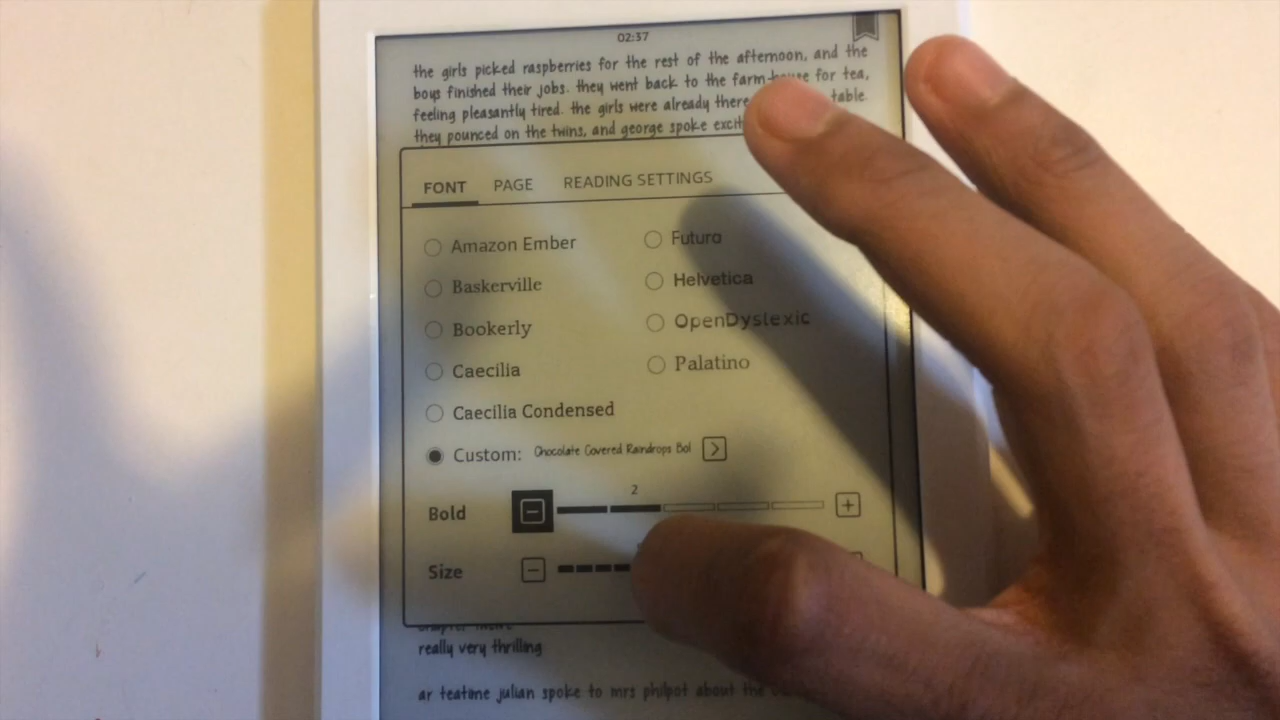 02:37
the girls picked raspberries for the rest of the afternoon, and the
boys finished their jobs. they went back to the farm-house for tea,
feeling pleasantly tired. the girls were already there table.
they pounced on the twins, and george spoke
FONT PAGE READING SETTINGS
Amazon Ember Futura
Baskerville Helvetica
Bookerly OpenDyslexic
Caecilia Palatino
Caecilia Condensed
Custom: Chocolate Covered Raindrops Bol >
2
Bold − +
Size −
really very thrilling
ar teatime julian spoke to mrs philpot about the